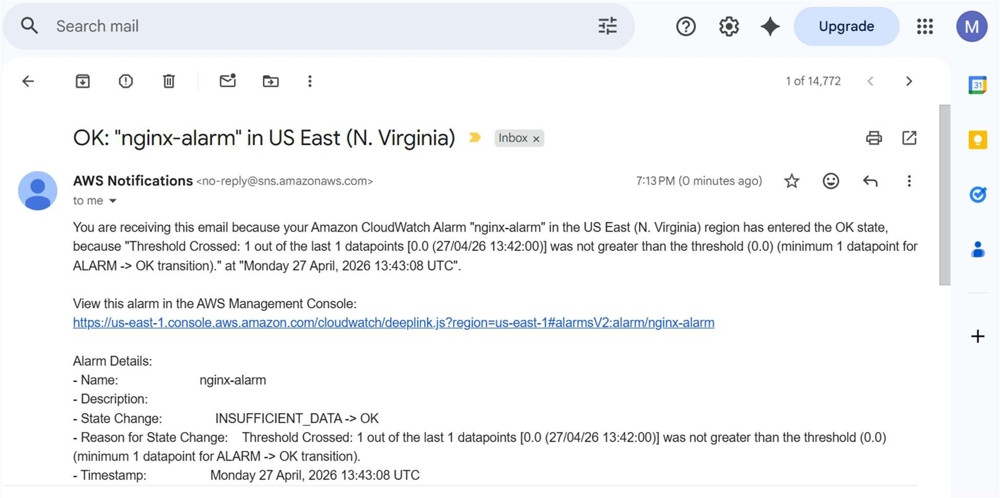 Search mail
Upgrade
M
1 of 14,772
31
OK: "nginx-alarm" in US East (N. Virginia)
Inbox ×
AWS Notifications <no-reply@sns.amazonaws.com>
7:13 PM (0 minutes ago)
to me
You are receiving this email because your Amazon CloudWatch Alarm "nginx-alarm" in the US East (N. Virginia) region has entered the OK state,
because "Threshold Crossed: 1 out of the last 1 datapoints [0.0 (27/04/26 13:42:00)] was not greater than the threshold (0.0) (minimum 1 datapoint for
ALARM -> OK transition)." at "Monday 27 April, 2026 13:43:08 UTC".
View this alarm in the AWS Management Console:
https://us-east-1.console.aws.amazon.com/cloudwatch/deeplink.js?region=us-east-1#alarmsV2:alarm/nginx-alarm
Alarm Details:
- Name: nginx-alarm
- Description:
- State Change: INSUFFICIENT_DATA -> OK
- Reason for State Change: Threshold Crossed: 1 out of the last 1 datapoints [0.0 (27/04/26 13:42:00)] was not greater than the threshold (0.0)
(minimum 1 datapoint for ALARM -> OK transition).
- Timestamp: Monday 27 April, 2026 13:43:08 UTC